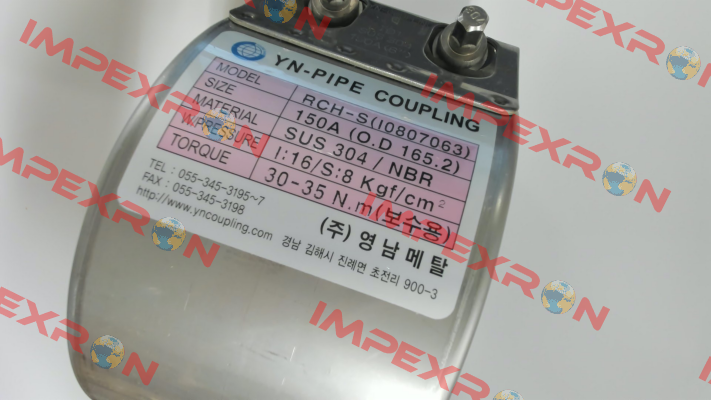 YN-PIPE COUPLING
MODEL RCH-S(I0807063)
SIZE 150A (O.D 165.2)
MATERIAL SUS 304 / NBR
W.PRESSURE I:16/S:8 Kgf/cm²
TORQUE 30-35 N.m(보수용)
TEL : 055-345-3195~7
FAX : 055-345-3198
http://www.yncoupling.com
(주) 영남메탈
경남 김해시 진례면 초전리 900-3
IMPEXRON
IMPEXRON
IMPEXRON
IMPEXRON
IMPEXRON
IMPEXRON